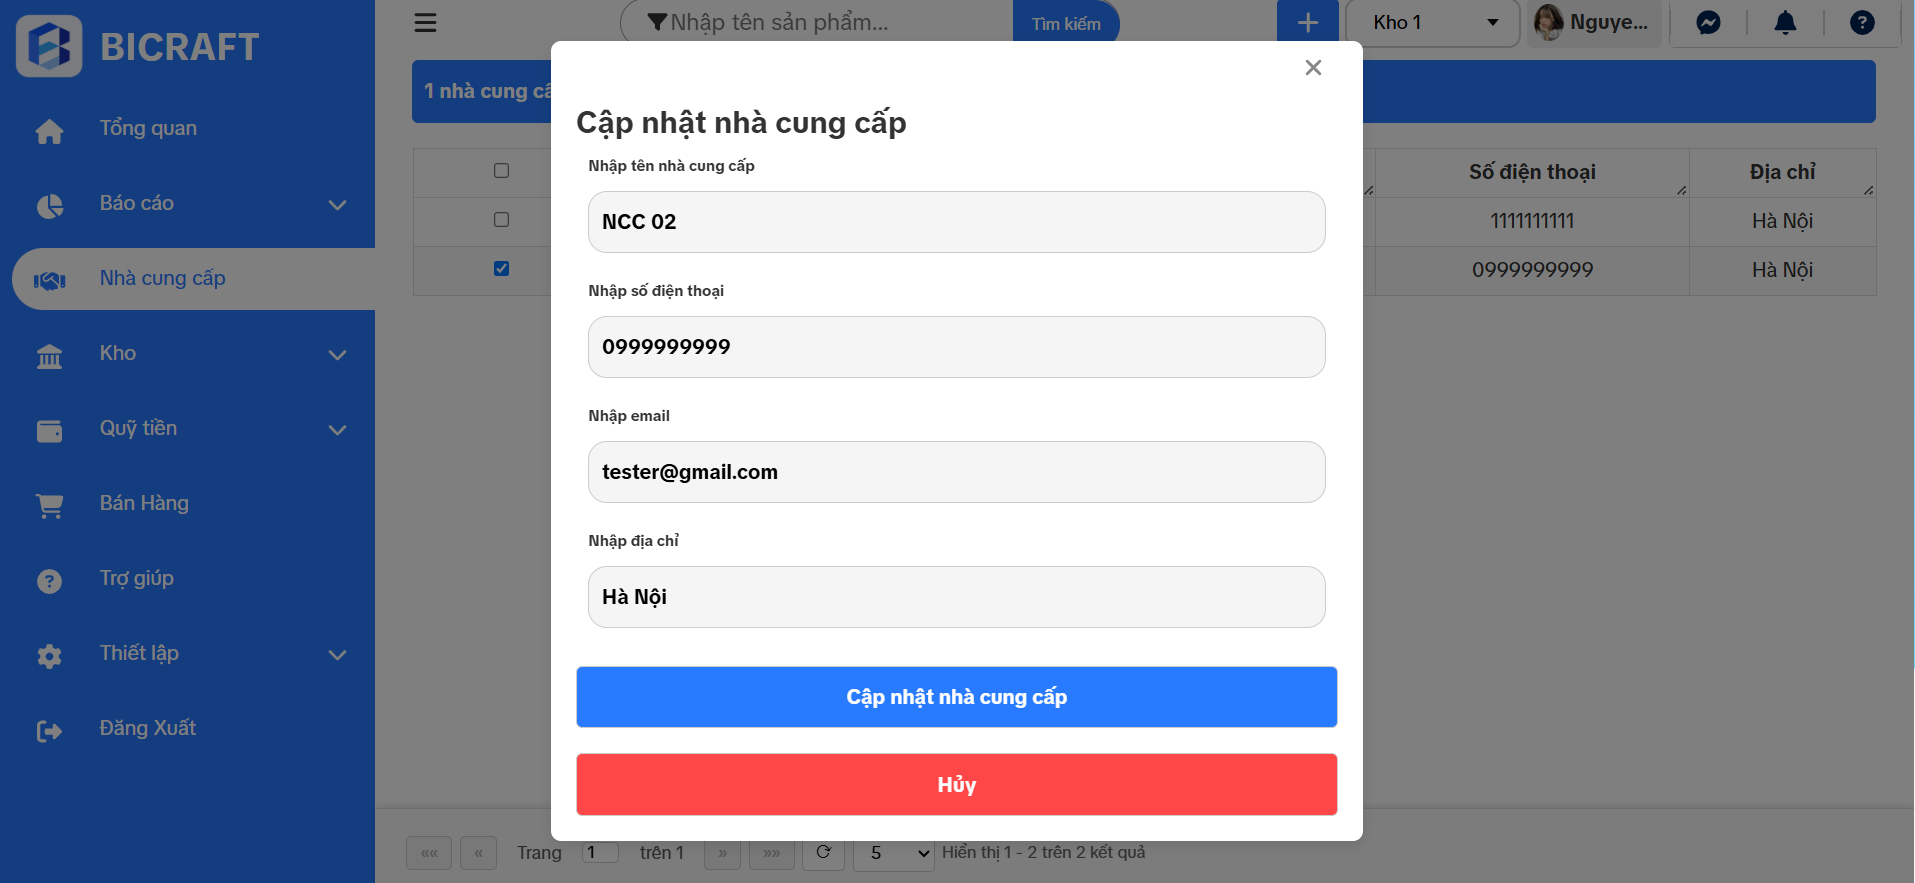 BICRAFT
Tổng quan
Báo cáo
Nhà cung cấp
Kho
Quỹ tiền
Bán Hàng
Trợ giúp
Thiết lập
Đăng Xuất
Nhập tên sản phẩm...
Tìm kiếm
Kho 1
Nguye...
1 nhà cung
Số điện thoại
Địa chỉ
1111111111
Hà Nội
0999999999
Hà Nội
Cập nhật nhà cung cấp
Nhập tên nhà cung cấp
NCC 02
Nhập số điện thoại
0999999999
Nhập email
tester@gmail.com
Nhập địa chỉ
Hà Nội
Cập nhật nhà cung cấp
Hủy
««
«
Trang 1 trên 1
»
»»
5
Hiển thị 1 - 2 trên 2 kết quả